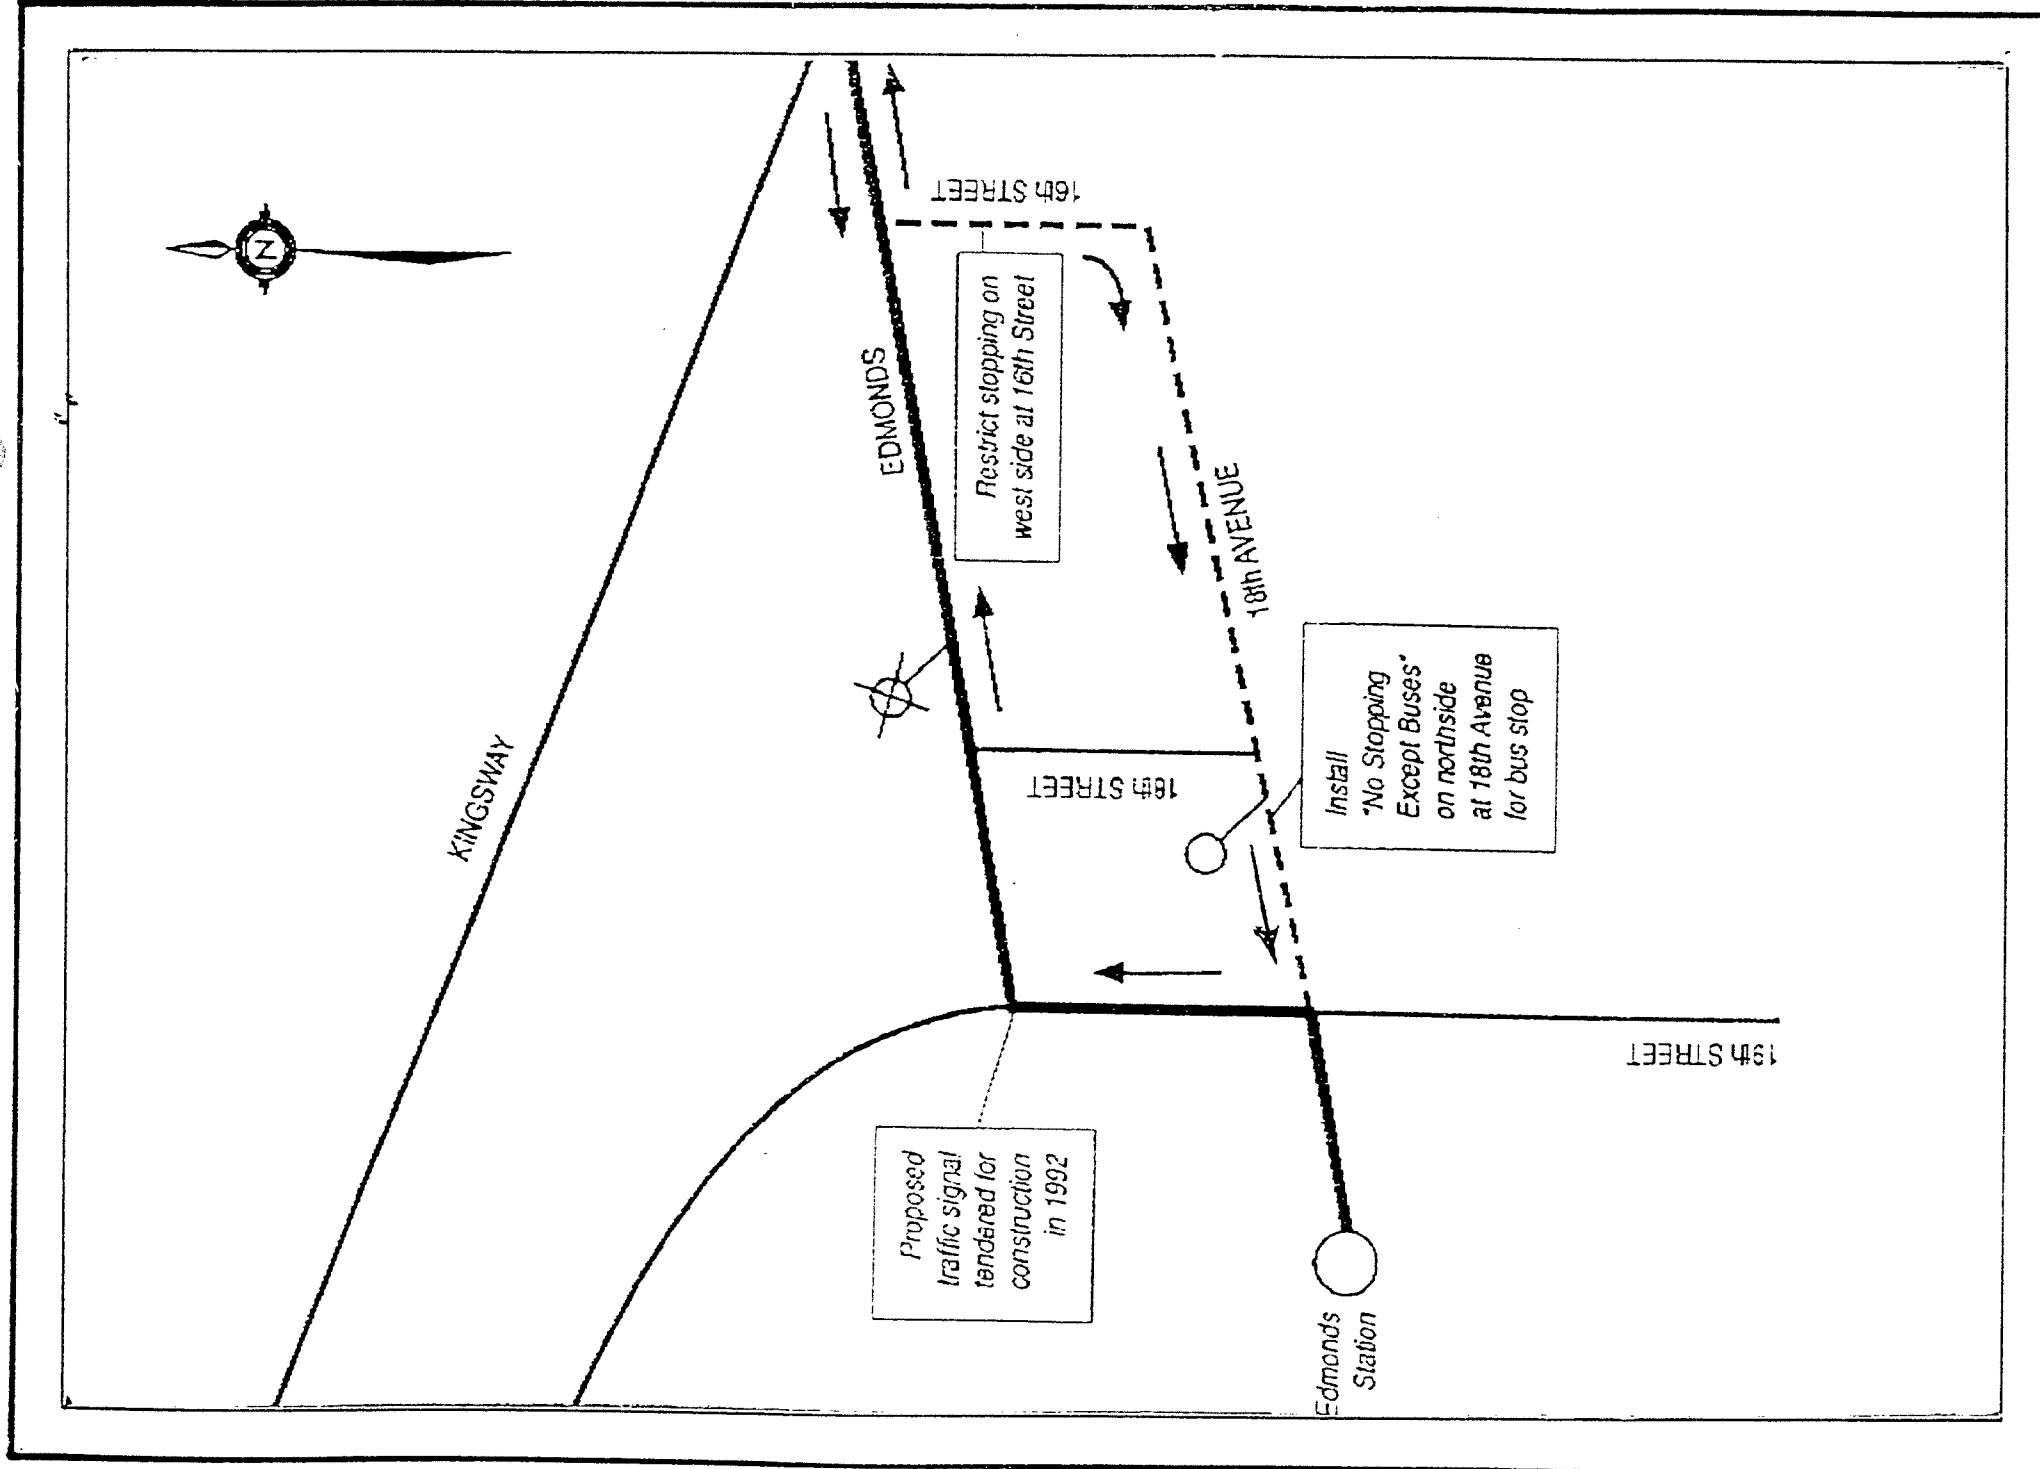 N
KINGSWAY
EDMONDS
16th STREET
Restrict stopping on
west side at 16th Street
18th AVENUE
18th STREET
Install
"No Stopping
Except Buses"
on northside
at 18th Avenue
for bus stop
19th STREET
Proposed
traffic signal
tendered for
construction
in 1992
Edmonds
Station